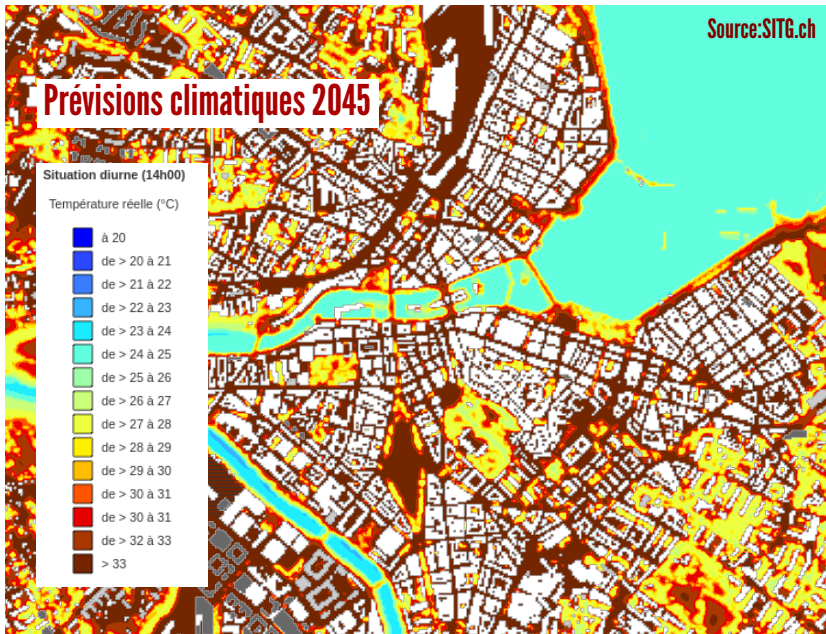 Source:SITG.ch
Prévisions climatiques 2045
Situation diurne (14h00)
Température réelle (°C)
à 20
de > 20 à 21
de > 21 à 22
de > 22 à 23
de > 23 à 24
de > 24 à 25
de > 25 à 26
de > 26 à 27
de > 27 à 28
de > 28 à 29
de > 29 à 30
de > 30 à 31
de > 30 à 31
de > 32 à 33
> 33